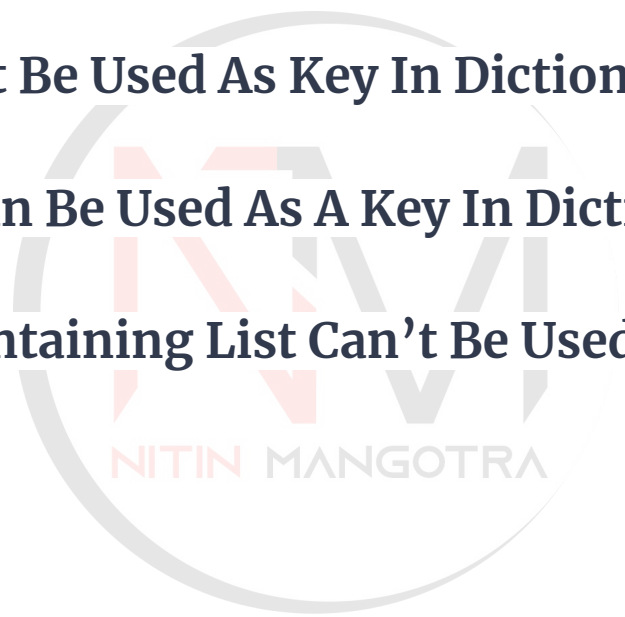 t Be Used As Key In Diction
n Be Used As A Key In Dict
ntaining List Can’t Be Used
NITIN MANGOTRA